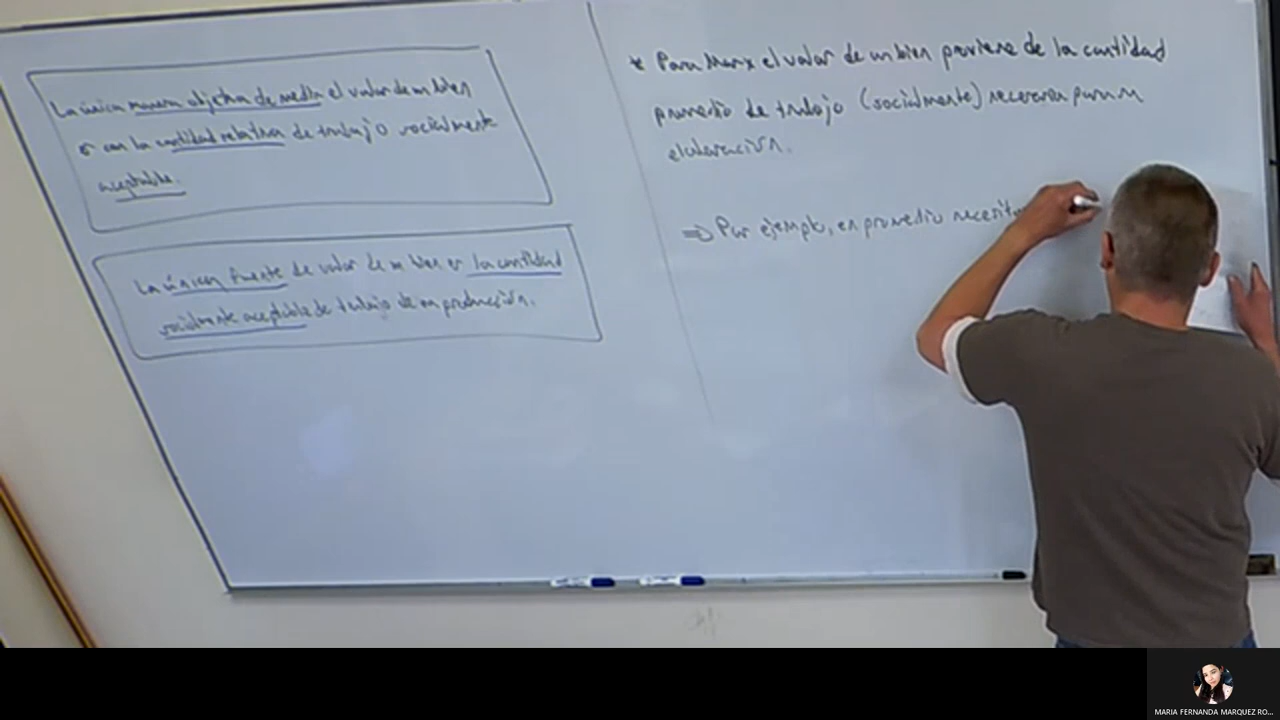 La única manera objetiva de medir el valor de un bien
es con la cantidad relativa de trabajo socialmente
aceptable.
La única fuente de valor de un bien es la cantidad
socialmente aceptable de trabajo de su producción.
* Para Marx el valor de un bien proviene de la cantidad
promedio de trabajo (socialmente) necesaria para su
elaboración.
⇒ Por ejemplo, en promedio necesit
MARIA FERNANDA MARQUEZ RO...